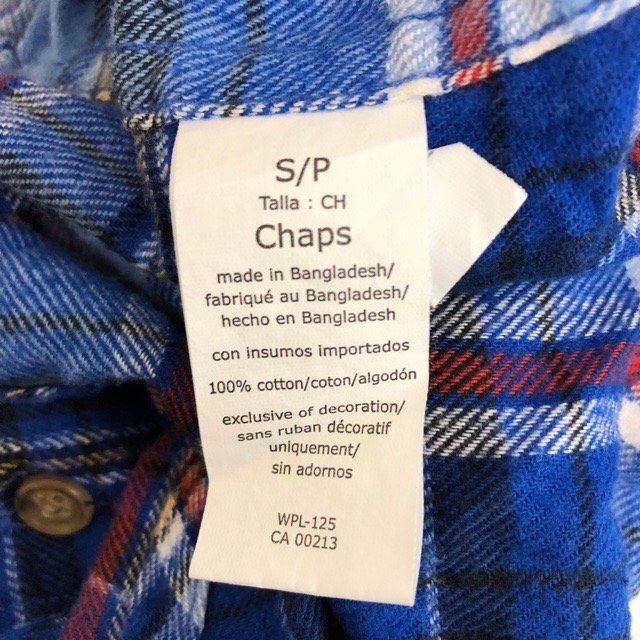 S/P
Talla : CH
Chaps
made in Bangladesh/
fabriqué au Bangladesh/
hecho en Bangladesh
con insumos importados
100% cotton/coton/algodón
exclusive of decoration/
sans ruban décoratif
uniquement/
sin adornos
WPL-125
CA 00213